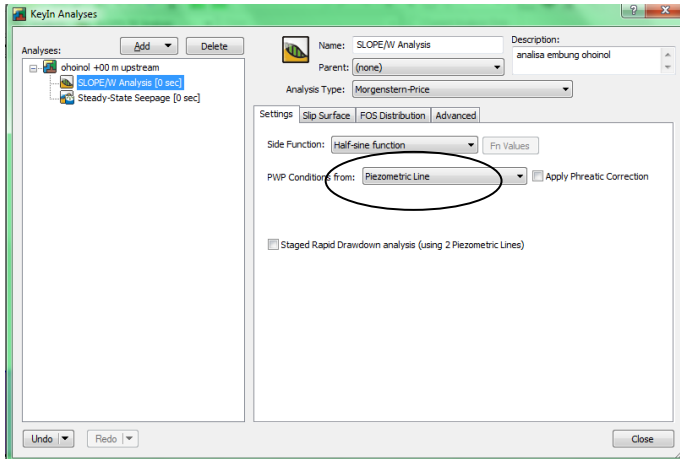 KeyIn Analyses
Analyses:
Add
Delete
ohoinol +00 m upstream
SLOPE/W Analysis [0 sec]
Steady-State Seepage [0 sec]
Name: SLOPE/W Analysis
Description:
analisa embung ohoinol
Parent: (none)
Analysis Type: Morgenstern-Price
Settings Slip Surface FOS Distribution Advanced
Side Function: Half-sine function Fn Values
PWP Conditions from: Piezometric Line Apply Phreatic Correction
Staged Rapid Drawdown analysis (using 2 Piezometric Lines)
Undo Redo Close